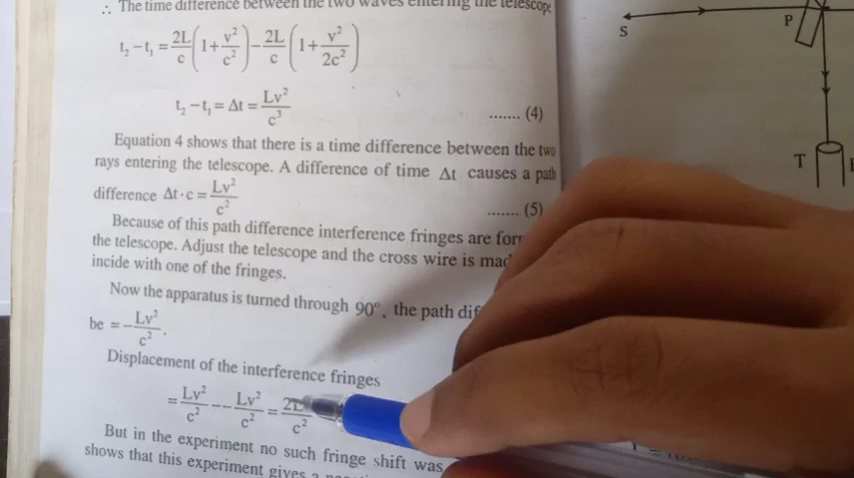 ∴ The time difference between the two waves entering the telescope
t₂ – t₁ = 2L/c (1 + v²/c²) – 2L/c (1 + v²/2c²)
t₂ – t₁ = Δt = Lv²/c³ ....... (4)
Equation 4 shows that there is a time difference between the two
rays entering the telescope. A difference of time Δt causes a path
difference Δt·c = Lv²/c² ....... (5)
Because of this path difference interference fringes are
the telescope. Adjust the telescope and the cross wire is
incide with one of the fringes.
Now the apparatus is turned through 90°, the path
be = – Lv²/c².
Displacement of the interference fringes
= Lv²/c² – – Lv²/c² =
But in the experiment no such fringe shift was
shows that this experiment gives a
S
P
T